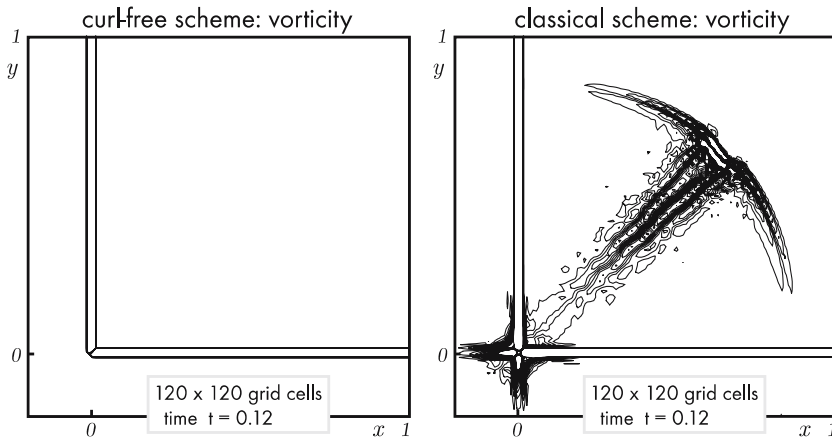 curl-free scheme: vorticity
1
y
0
120 x 120 grid cells
time t = 0.12
0
x
1
classical scheme: vorticity
1
y
0
120 x 120 grid cells
time t = 0.12
0
x
1